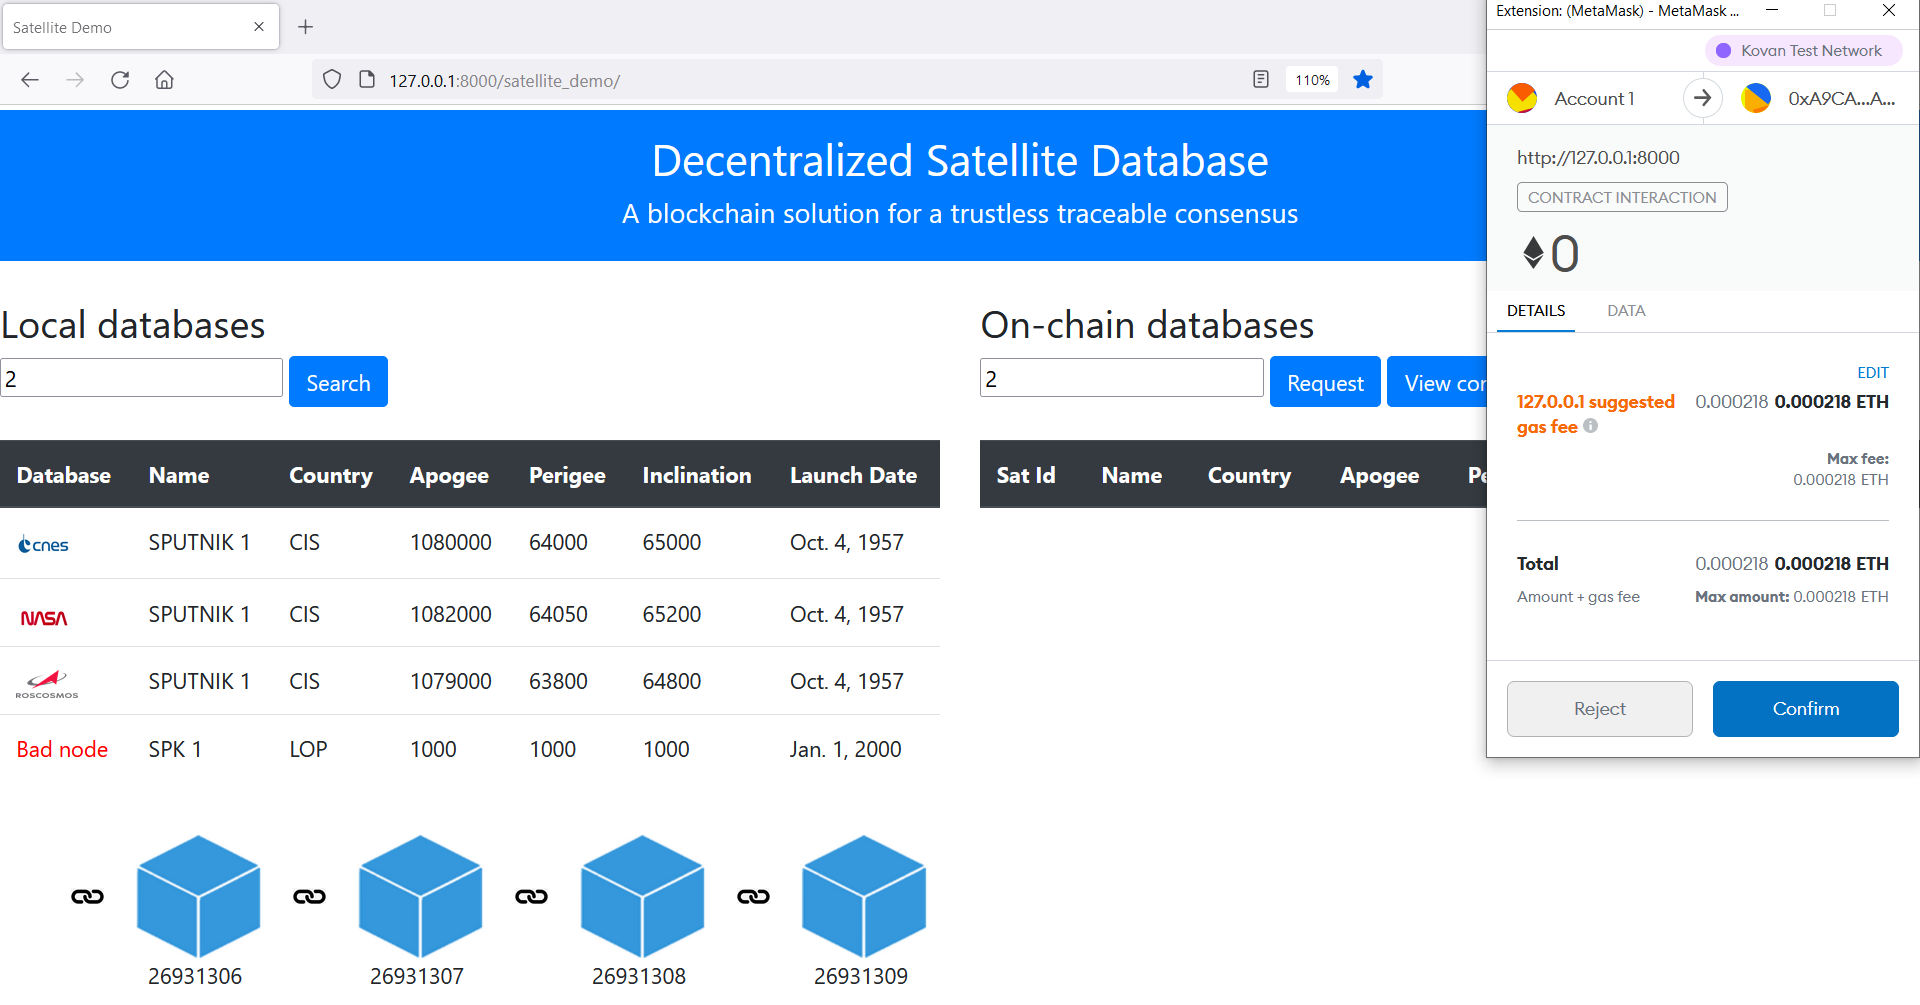 Satellite Demo
127.0.0.1:8000/satellite_demo/
110%
Decentralized Satellite Database
A blockchain solution for a trustless traceable consensus
Local databases
2
Search
Database Name Country Apogee Perigee Inclination Launch Date
cnes SPUTNIK 1 CIS 1080000 64000 65000 Oct. 4, 1957
NASA SPUTNIK 1 CIS 1082000 64050 65200 Oct. 4, 1957
ROSCOSMOS SPUTNIK 1 CIS 1079000 63800 64800 Oct. 4, 1957
Bad node SPK 1 LOP 1000 1000 1000 Jan. 1, 2000
26931306 26931307 26931308 26931309
On-chain databases
2
Request View con
Sat Id Name Country Apogee Pe
Extension: (MetaMask) - MetaMask ...
Kovan Test Network
Account 1 0xA9CA...A...
http://127.0.0.1:8000
CONTRACT INTERACTION
0
DETAILS DATA
EDIT
127.0.0.1 suggested gas fee 0.000218 0.000218 ETH
Max fee:
0.000218 ETH
Total 0.000218 0.000218 ETH
Amount + gas fee Max amount: 0.000218 ETH
Reject Confirm